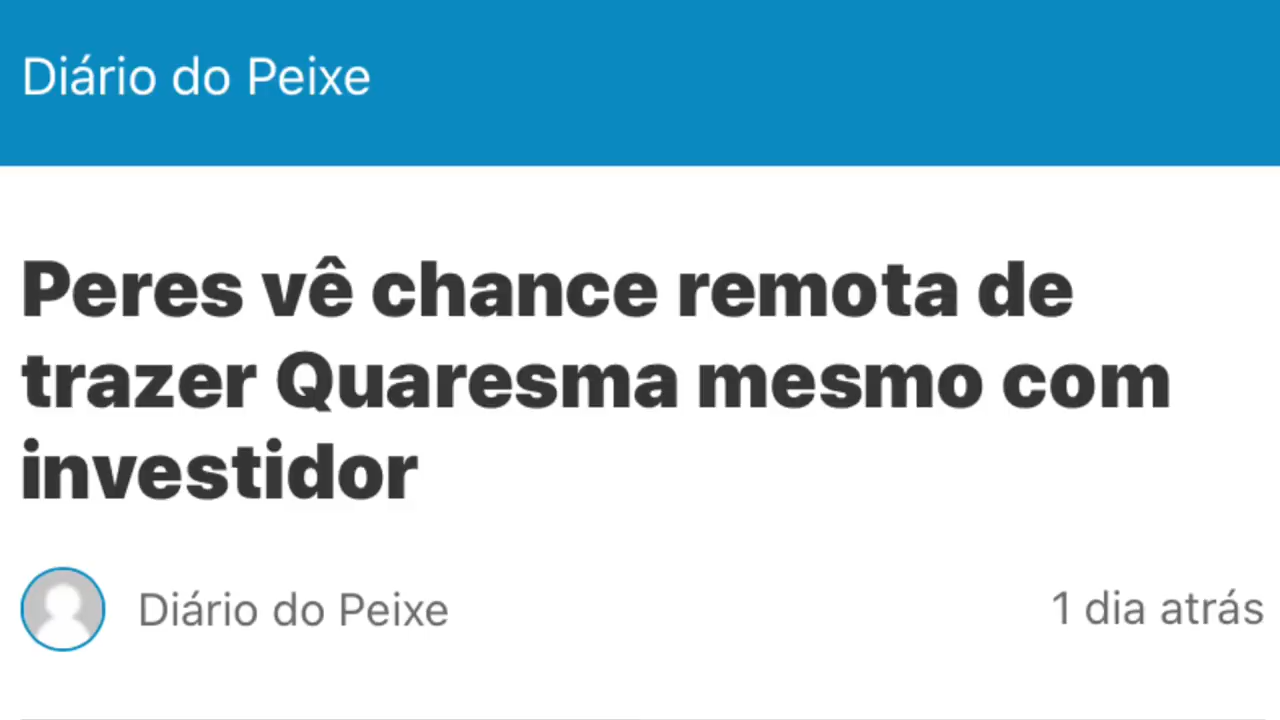 Diário do Peixe
Peres vê chance remota de
trazer Quaresma mesmo com
investidor
Diário do Peixe
1 dia atrás